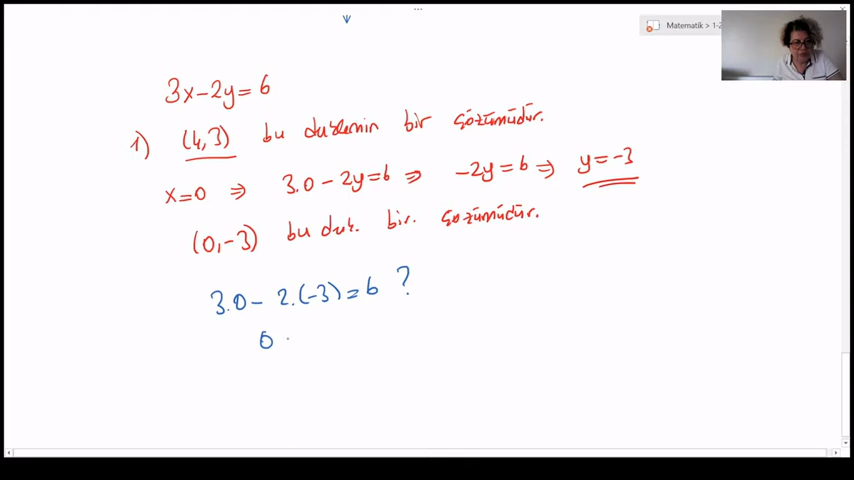 Matematik > 1-2
3x-2y=6
1) (4,3) bu denklemin bir çözümüdür.
x=0 ⇒ 3.0-2y=6 ⇒ -2y=6 ⇒ y=-3
(0,-3) bu denk. bir. çözümüdür.
3.0-2.(-3)=6 ?
0